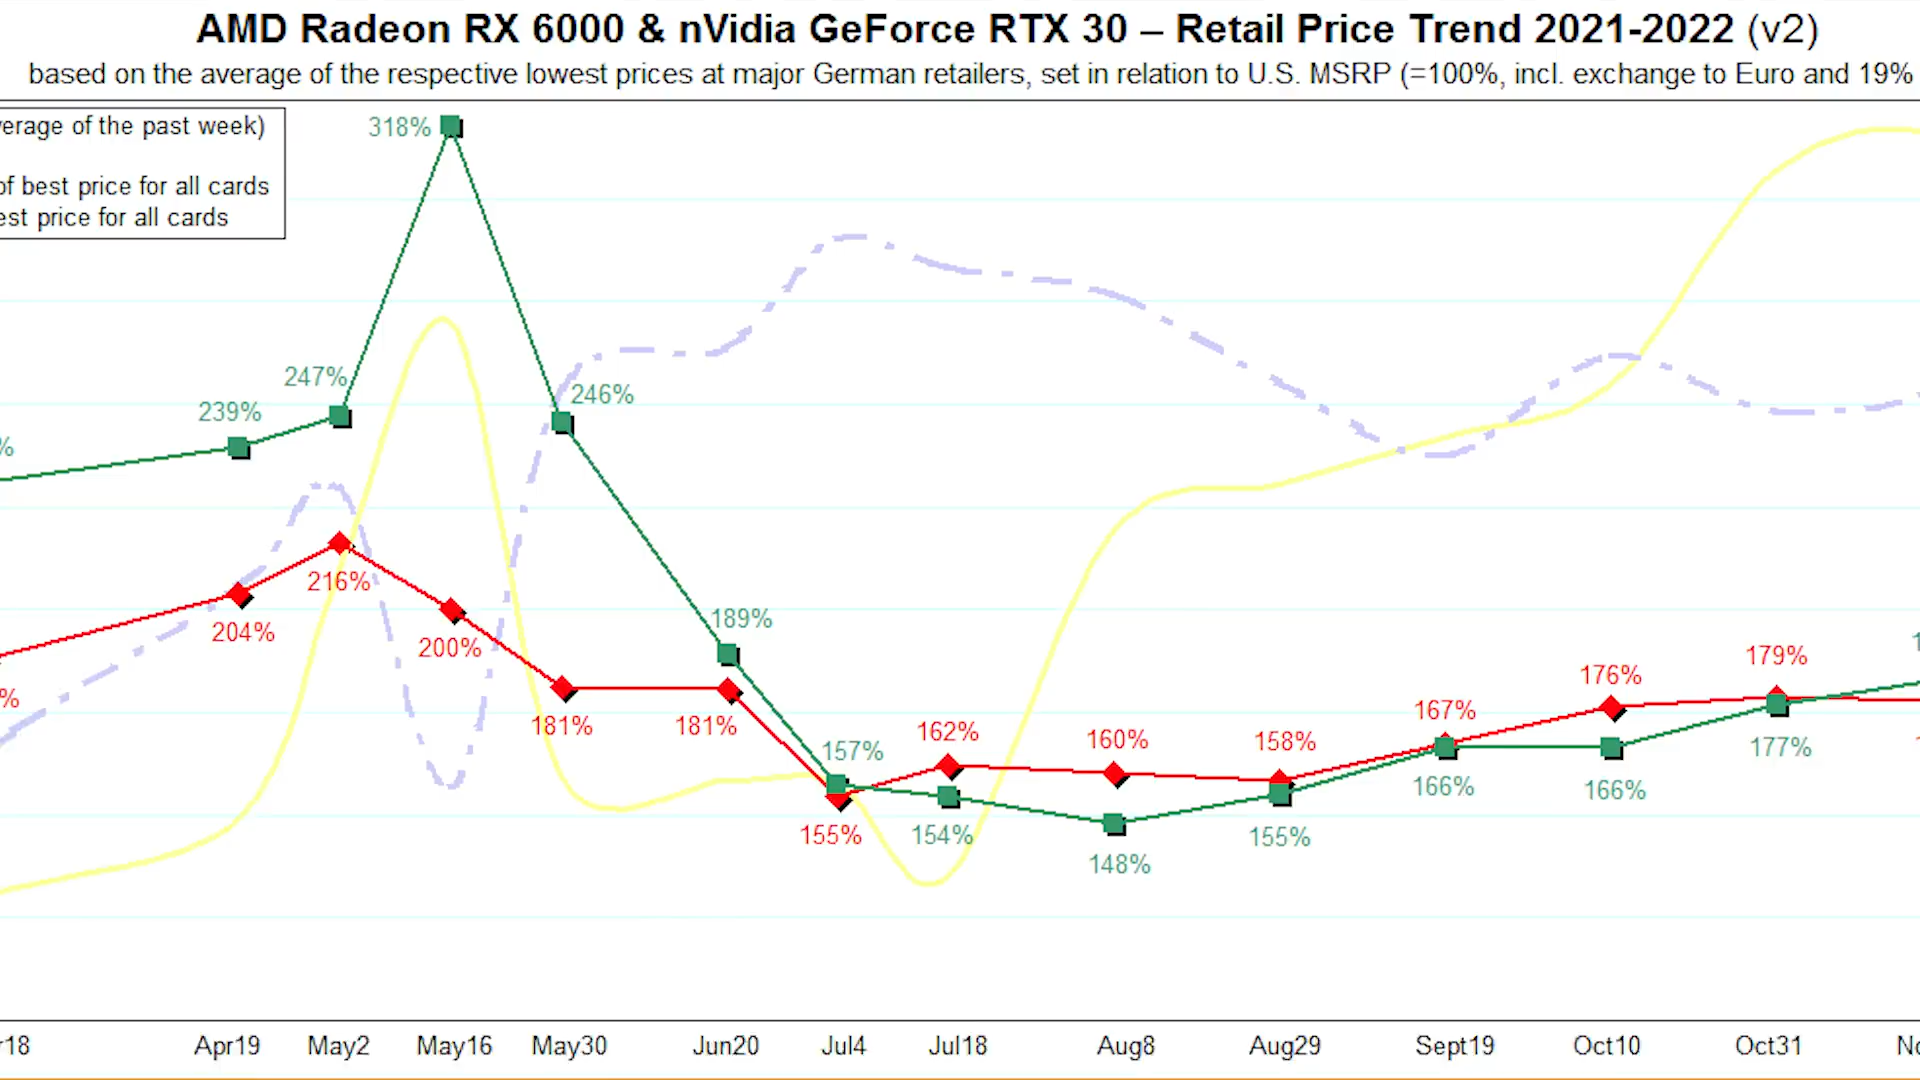 AMD Radeon RX 6000 & nVidia GeForce RTX 30 – Retail Price Trend 2021-2022 (v2)
based on the average of the respective lowest prices at major German retailers, set in relation to U.S. MSRP (=100%, incl. exchange to Euro and 19%
verage of the past week)
of best price for all cards
est price for all cards
318%
247%
239%
246%
%
216%
204%
200%
189%
%
181%
181%
157%
162%
160%
158%
167%
176%
179%
155%
154%
148%
155%
166%
166%
177%
r18
Apr19
May2
May16
May30
Jun20
Jul4
Jul18
Aug8
Aug29
Sept19
Oct10
Oct31
No